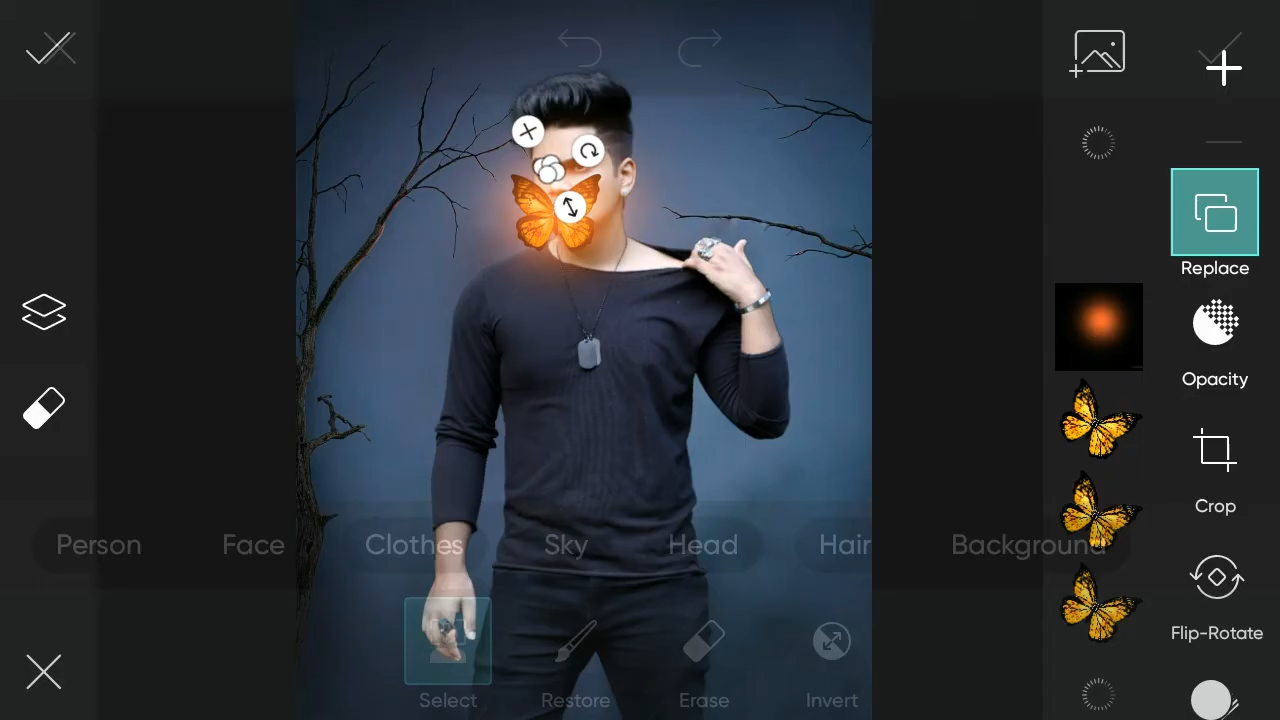 Replace
Opacity
Crop
Person Face Clothes Sky Head Hair Background
Flip-Rotate
Select Restore Erase Invert